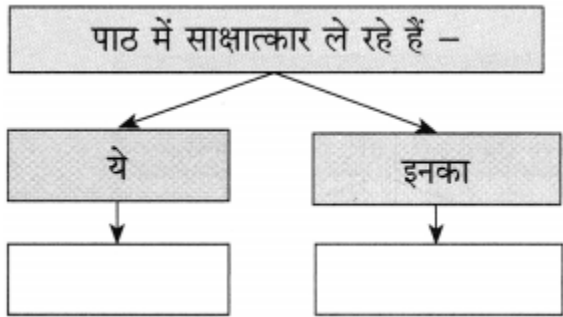 पाठ में साक्षात्कार ले रहे हैं –
ये
इनका